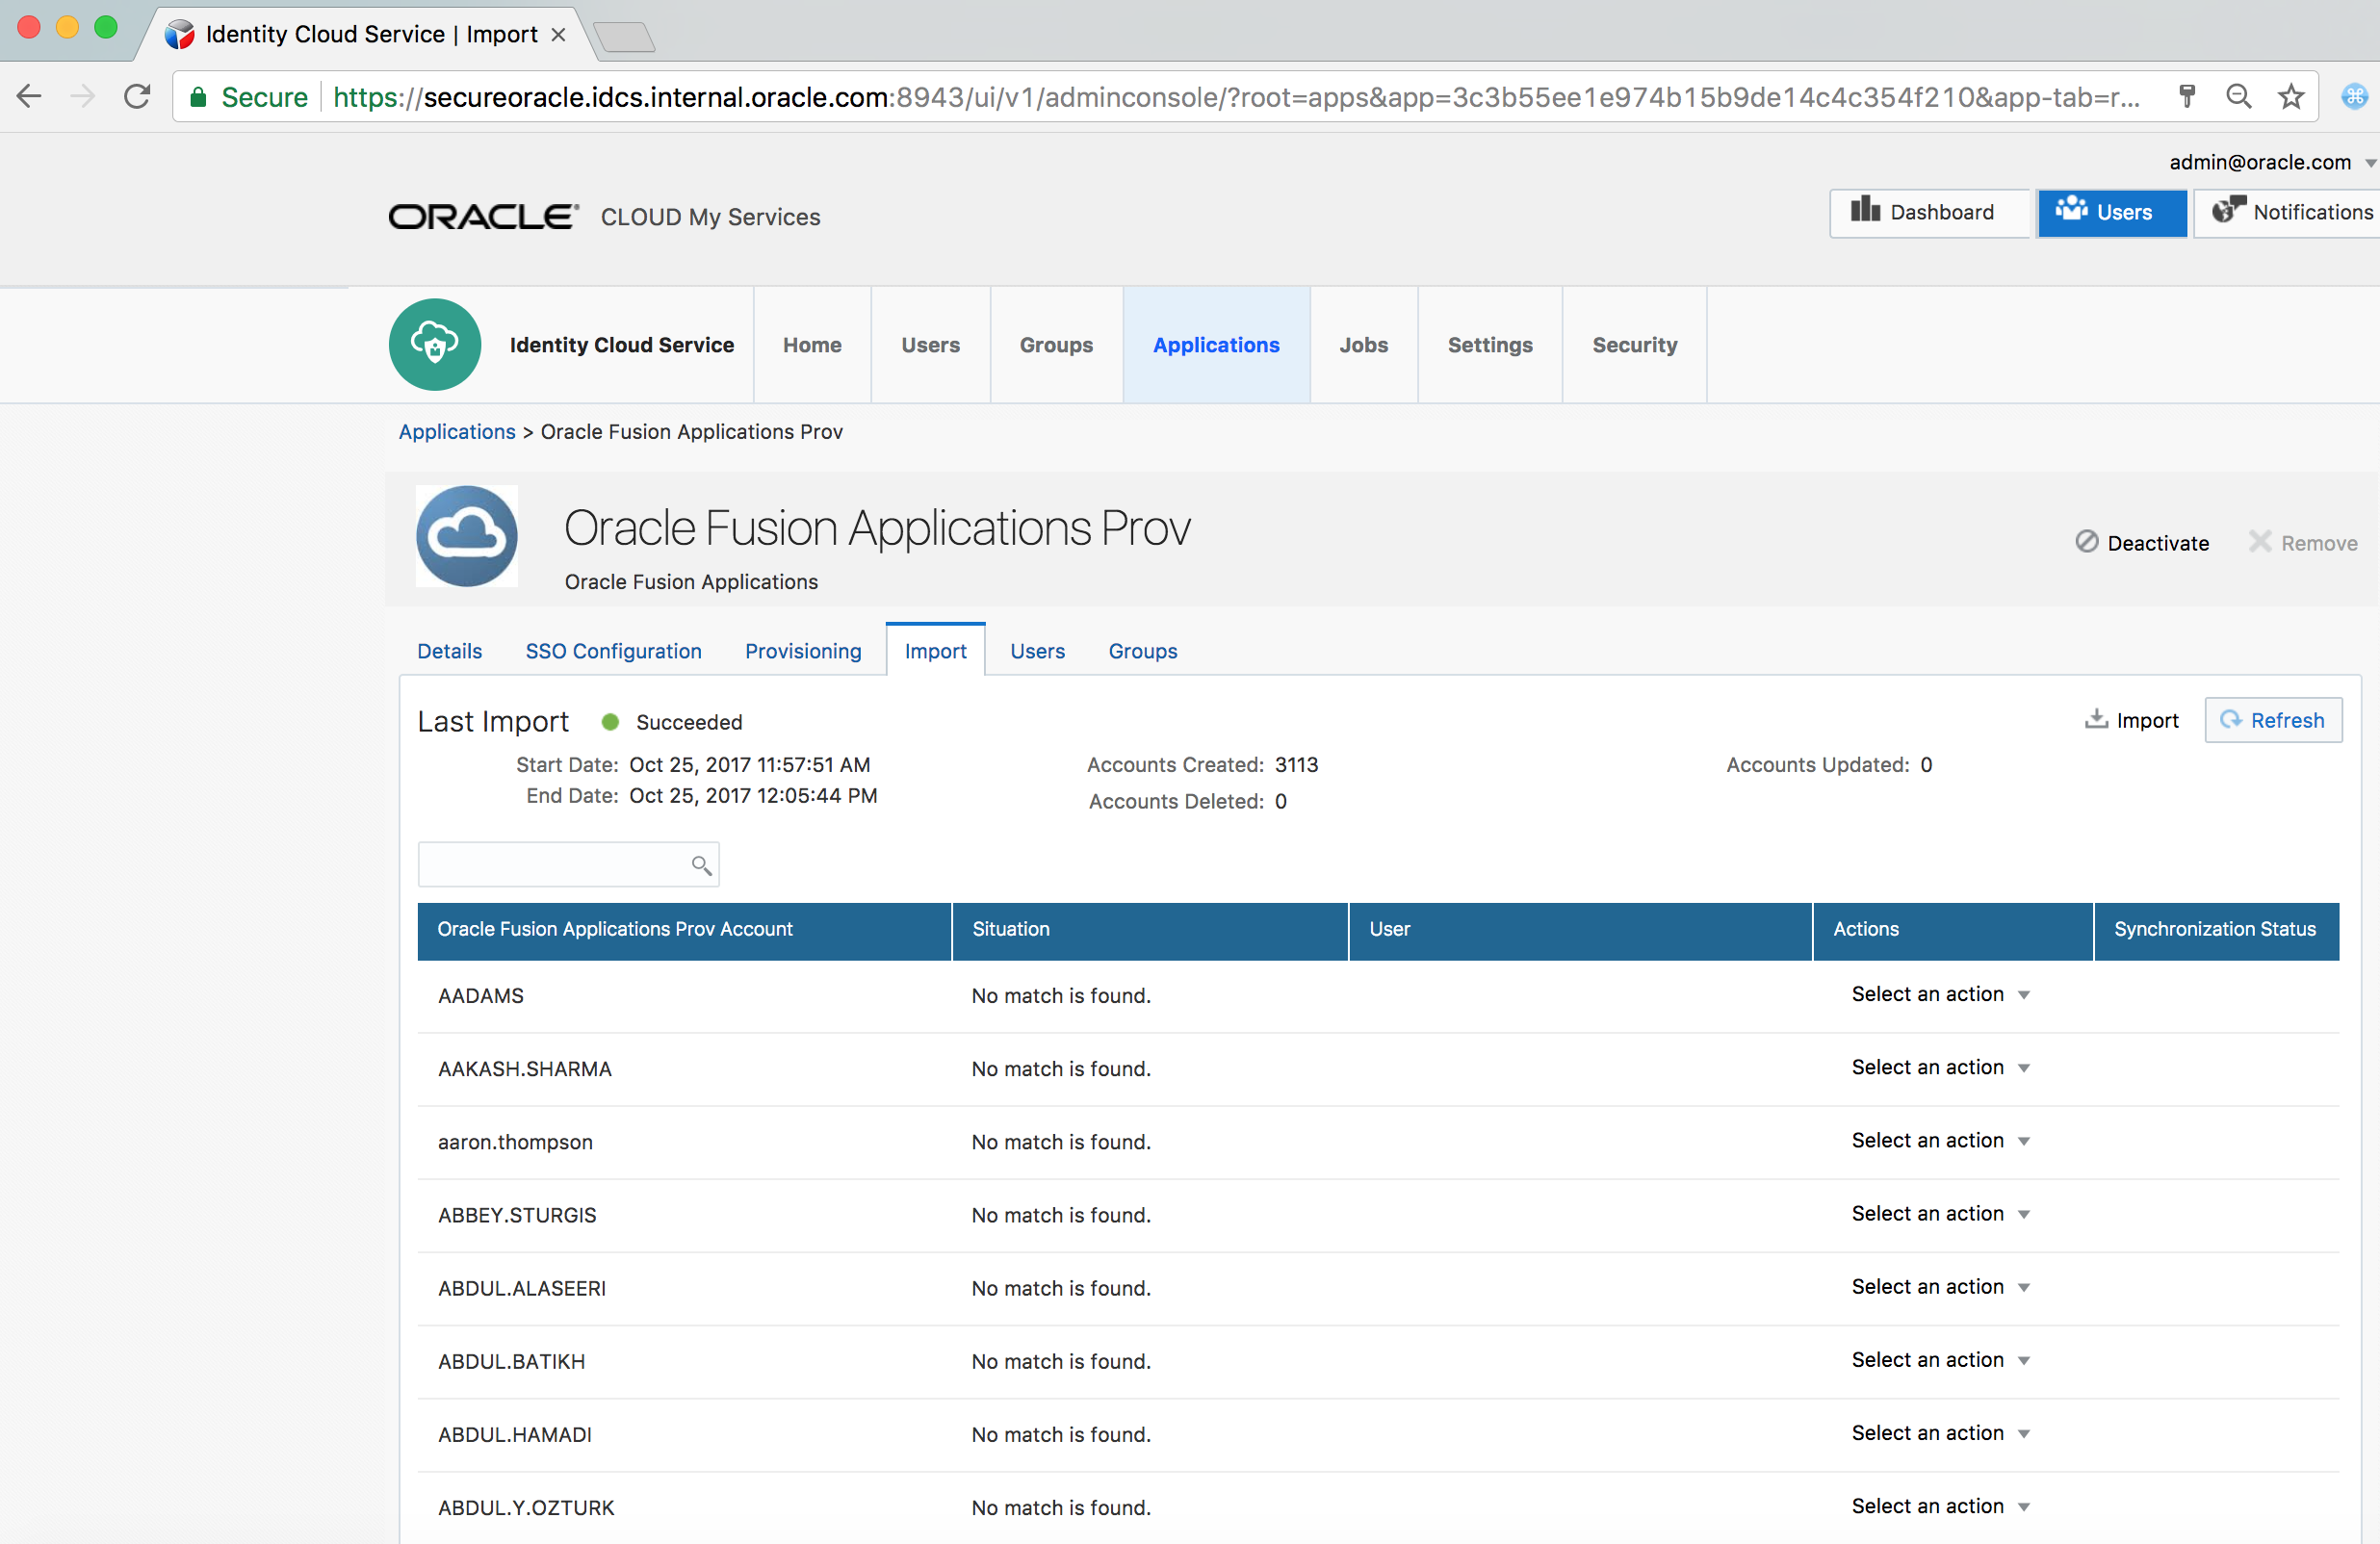 Identity Cloud Service | Import
Secure https://secureoracle.idcs.internal.oracle.com:8943/ui/v1/adminconsole/?root=apps&app=3c3b55ee1e974b15b9de14c4c354f210&app-tab=r...
admin@oracle.com
ORACLE CLOUD My Services
Dashboard Users Notifications
Identity Cloud Service Home Users Groups Applications Jobs Settings Security
Applications > Oracle Fusion Applications Prov
Oracle Fusion Applications Prov
Deactivate Remove
Oracle Fusion Applications
Details SSO Configuration Provisioning Import Users Groups
Last Import Succeeded Import Refresh
Start Date: Oct 25, 2017 11:57:51 AM Accounts Created: 3113 Accounts Updated: 0
End Date: Oct 25, 2017 12:05:44 PM Accounts Deleted: 0
Oracle Fusion Applications Prov Account Situation User Actions Synchronization Status
AADAMS No match is found. Select an action
AAKASH.SHARMA No match is found. Select an action
aaron.thompson No match is found. Select an action
ABBEY.STURGIS No match is found. Select an action
ABDUL.ALASEERI No match is found. Select an action
ABDUL.BATIKH No match is found. Select an action
ABDUL.HAMADI No match is found. Select an action
ABDUL.Y.OZTURK No match is found. Select an action